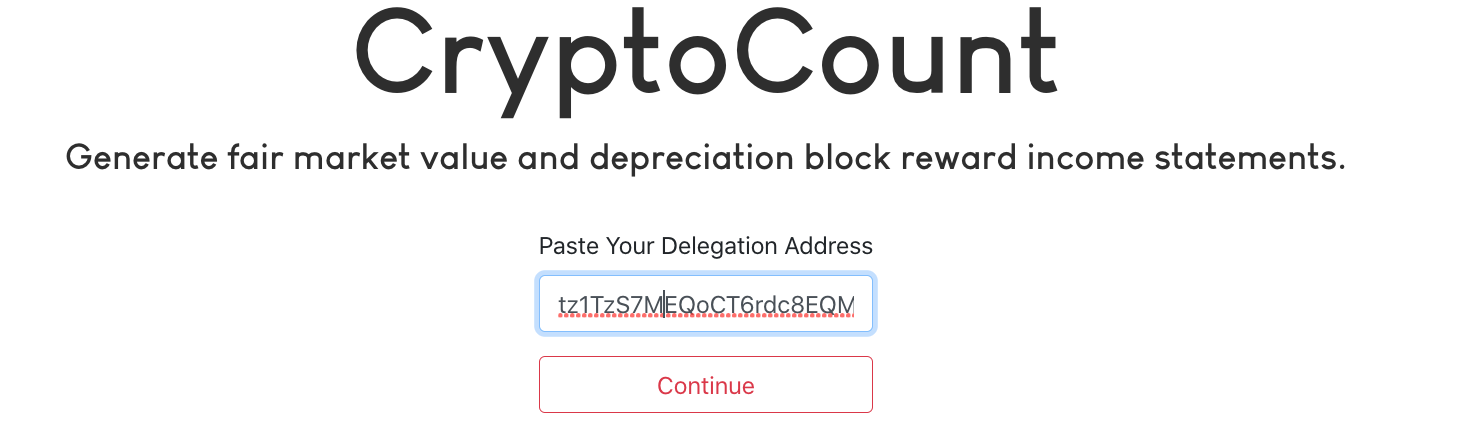 CryptoCount
Generate fair market value and depreciation block reward income statements.
Paste Your Delegation Address
tz1TzS7MEQoCT6rdc8EQM
Continue